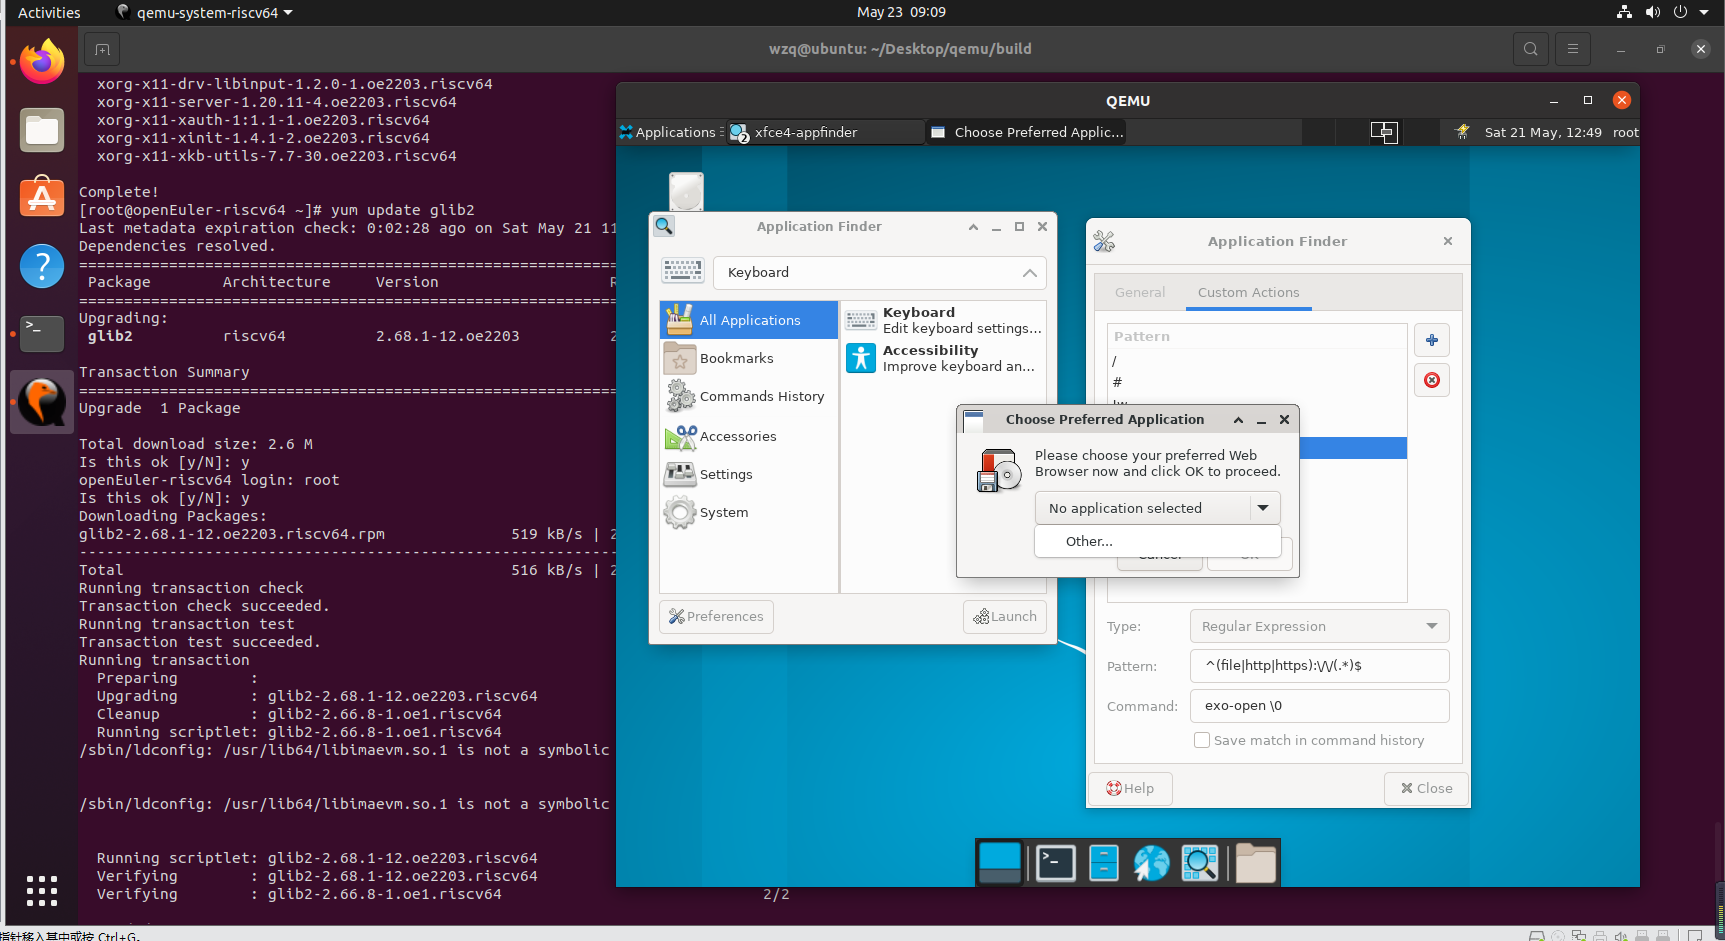 Activities
qemu-system-riscv64
May 23 09:09
wzq@ubuntu: ~/Desktop/qemu/build
xorg-x11-drv-libinput-1.2.0-1.oe2203.riscv64
xorg-x11-server-1.20.11-4.oe2203.riscv64
xorg-x11-xauth-1:1.1-1.oe2203.riscv64
xorg-x11-xinit-1.4.1-2.oe2203.riscv64
xorg-x11-xkb-utils-7.7-30.oe2203.riscv64
Complete!
[root@openEuler-riscv64 ~]# yum update glib2
Last metadata expiration check: 0:02:28 ago on Sat May 21 11
Dependencies resolved.
Package Architecture Version R
Upgrading:
glib2 riscv64 2.68.1-12.oe2203 2
Transaction Summary
Upgrade 1 Package
Total download size: 2.6 M
Is this ok [y/N]: y
openEuler-riscv64 login: root
Is this ok [y/N]: y
Downloading Packages:
glib2-2.68.1-12.oe2203.riscv64.rpm 519 kB/s | 2
Total 516 kB/s | 2
Running transaction check
Transaction check succeeded.
Running transaction test
Transaction test succeeded.
Running transaction
Preparing :
Upgrading : glib2-2.68.1-12.oe2203.riscv64
Cleanup : glib2-2.66.8-1.oe1.riscv64
Running scriptlet: glib2-2.66.8-1.oe1.riscv64
/sbin/ldconfig: /usr/lib64/libimaevm.so.1 is not a symbolic
/sbin/ldconfig: /usr/lib64/libimaevm.so.1 is not a symbolic
Running scriptlet: glib2-2.68.1-12.oe2203.riscv64
Verifying : glib2-2.68.1-12.oe2203.riscv64
Verifying : glib2-2.66.8-1.oe1.riscv64 2/2
QEMU
Applications
2
xfce4-appfinder
Choose Preferred Applic...
Sat 21 May, 12:49
root
Application Finder
Keyboard
All Applications
Bookmarks
Commands History
Accessories
Settings
System
Keyboard
Edit keyboard settings...
Accessibility
Improve keyboard an...
Preferences
Launch
Application Finder
General
Custom Actions
Pattern
/
#
Choose Preferred Application
Please choose your preferred Web
Browser now and click OK to proceed.
No application selected
Other...
Cancel
Type:
Regular Expression
Pattern:
^(file|http|https):\/\/(.*)$
Command:
exo-open \0
Save match in command history
Help
Close
指针移入其中或按 Ctrl+G。